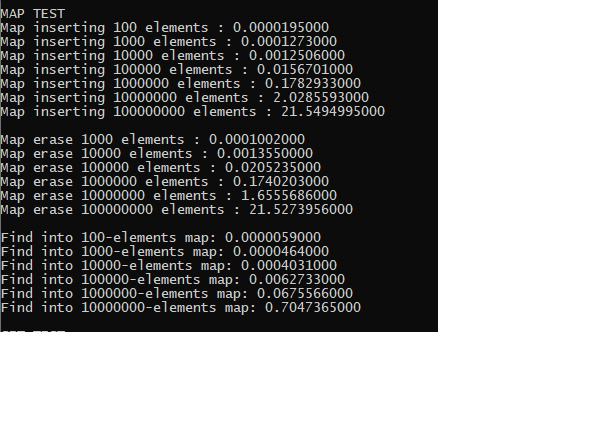 MAP TEST
Map inserting 100 elements : 0.0000195000
Map inserting 1000 elements : 0.0001273000
Map inserting 10000 elements : 0.0012506000
Map inserting 100000 elements : 0.0156701000
Map inserting 1000000 elements : 0.1782933000
Map inserting 10000000 elements : 2.0285593000
Map inserting 100000000 elements : 21.5494995000
Map erase 1000 elements : 0.0001002000
Map erase 10000 elements : 0.0013550000
Map erase 100000 elements : 0.0205235000
Map erase 1000000 elements : 0.1740203000
Map erase 10000000 elements : 1.6555686000
Map erase 100000000 elements : 21.5273956000
Find into 100-elements map: 0.0000059000
Find into 1000-elements map: 0.0000464000
Find into 10000-elements map: 0.0004031000
Find into 100000-elements map: 0.0062733000
Find into 1000000-elements map: 0.0675566000
Find into 10000000-elements map: 0.7047365000